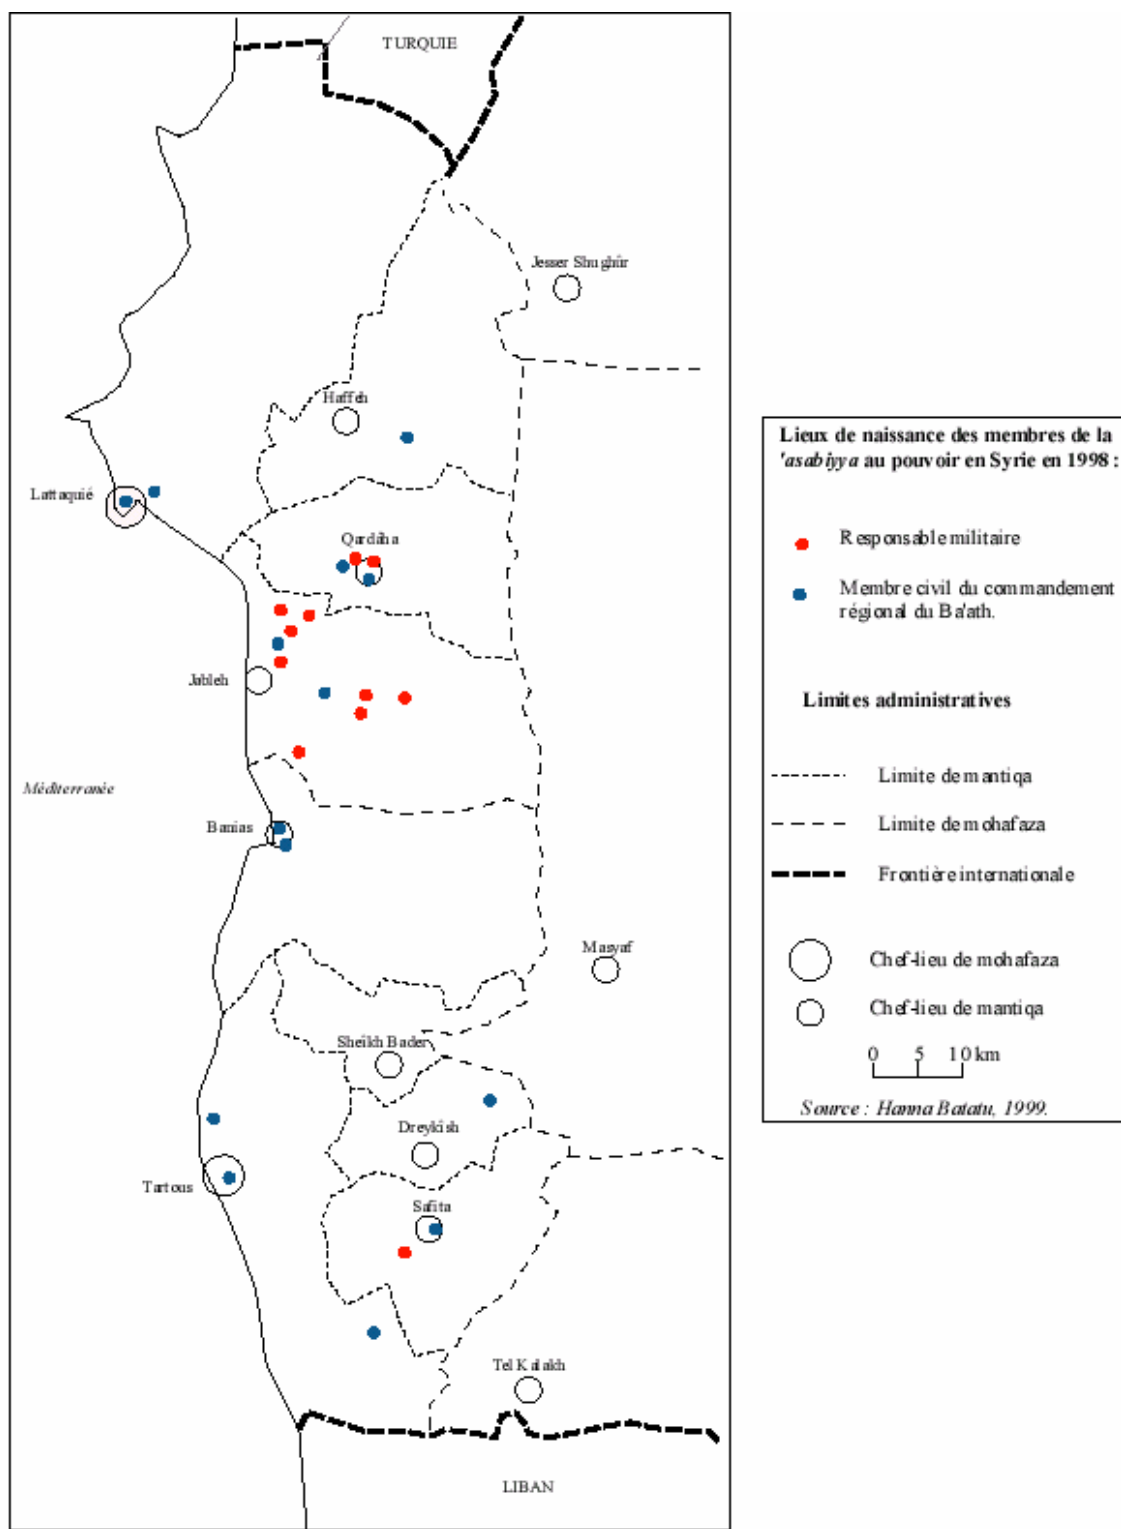 TURQUIE
Jesser Shughûr
Haffeh
Lattaquié
Qardâha
Jableh
Méditerranée
Banias
Masyaf
Sheikh Bader
Dreykish
Tartous
Safita
Tel Kalakh
LIBAN
Lieux de naissance des membres de la
'asabiyya au pouvoir en Syrie en 1998 :
Responsable militaire
Membre civil du commandement
régional du Ba'ath.
Limites administratives
Limite de mantiqa
Limite de mohafaza
Frontière internationale
Chef-lieu de mohafaza
Chef-lieu de mantiqa
0 5 10 km
Source : Hanna Batatu, 1999.